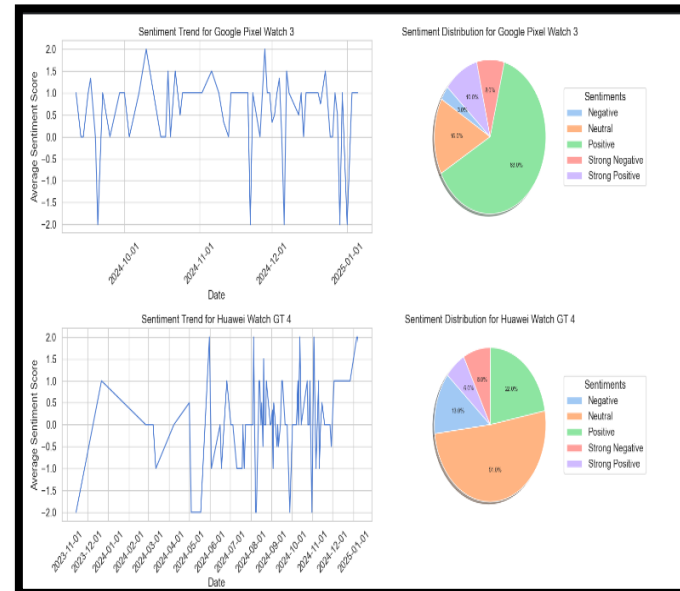 Sentiment Trend for Google Pixel Watch 3
Average Sentiment Score
2.0
1.5
1.0
0.5
0.0
−0.5
−1.0
−1.5
−2.0
2024-10-01
2024-11-01
2024-12-01
2025-01-01
Date
Sentiment Distribution for Google Pixel Watch 3
10.0%
Sentiments
Negative
Neutral
Positive
Strong Negative
Strong Positive
Sentiment Trend for Huawei Watch GT 4
Average Sentiment Score
2.0
1.5
1.0
0.5
0.0
−0.5
−1.0
−1.5
−2.0
2023-11-01
2023-12-01
2024-01-01
2024-02-01
2024-03-01
2024-04-01
2024-05-01
2024-06-01
2024-07-01
2024-08-01
2024-09-01
2024-10-01
2024-11-01
2024-12-01
2025-01-01
Date
Sentiment Distribution for Huawei Watch GT 4
22.0%
51.0%
Sentiments
Negative
Neutral
Positive
Strong Negative
Strong Positive